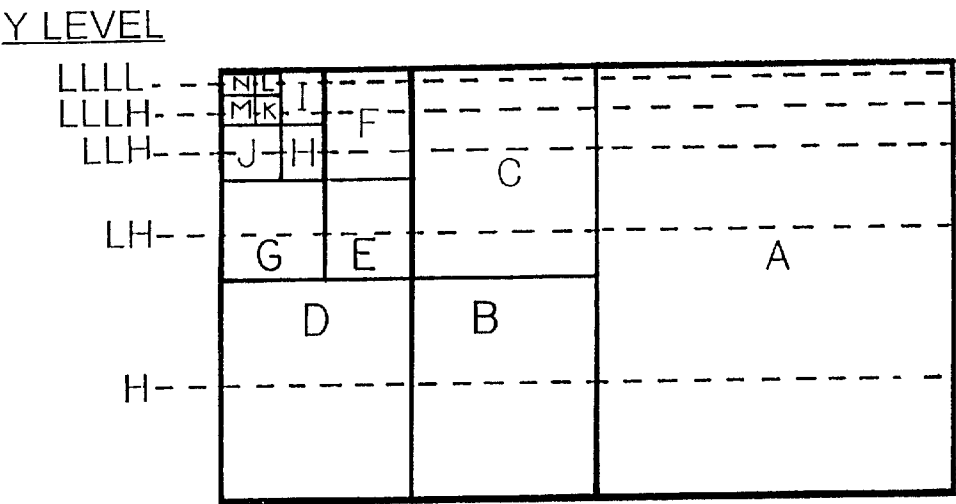 Y LEVEL
LLLL
N L I
LLLH
M K F
LLH
J H C
LH
G E A
D B
H